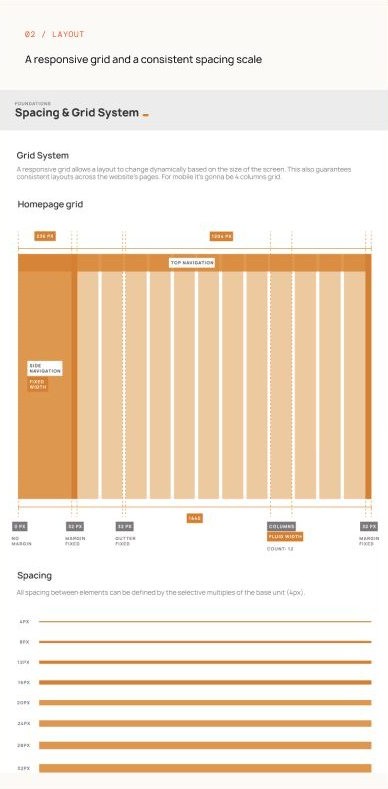 02 / LAYOUT
A responsive grid and a consistent spacing scale
FOUNDATIONS
Spacing & Grid System
Grid System
A responsive grid allows a layout to change dynamically based on the size of the screen. This also guarantees
consistent layouts across the website's pages. For mobile it's gonna be 4 columns grid.
Homepage grid
TOP NAVIGATION
SIDE
NAVIGATION
FIXED
WIDTH
0 PX
32 PX
32 PX
COLUMNS
32 PX
FLUID WIDTH
NO
MARGIN
MARGIN
FIXED
GUTTER
FIXED
COUNT: 12
MARGIN
FIXED
Spacing
All spacing between elements can be defined by the selective multiples of the base unit (4px).
4PX
8PX
12PX
16PX
20PX
24PX
28PX
32PX